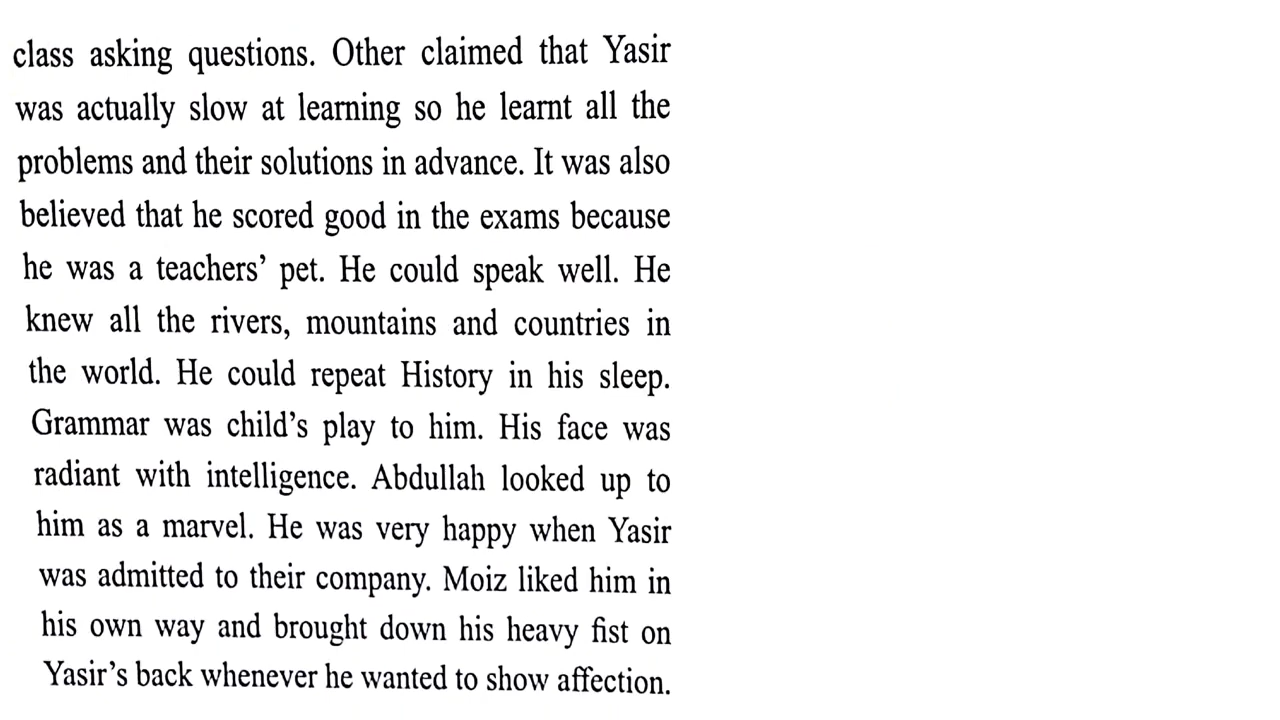 class asking questions. Other claimed that Yasir
was actually slow at learning so he learnt all the
problems and their solutions in advance. It was also
believed that he scored good in the exams because
he was a teachers’ pet. He could speak well. He
knew all the rivers, mountains and countries in
the world. He could repeat History in his sleep.
Grammar was child’s play to him. His face was
radiant with intelligence. Abdullah looked up to
him as a marvel. He was very happy when Yasir
was admitted to their company. Moiz liked him in
his own way and brought down his heavy fist on
Yasir’s back whenever he wanted to show affection.